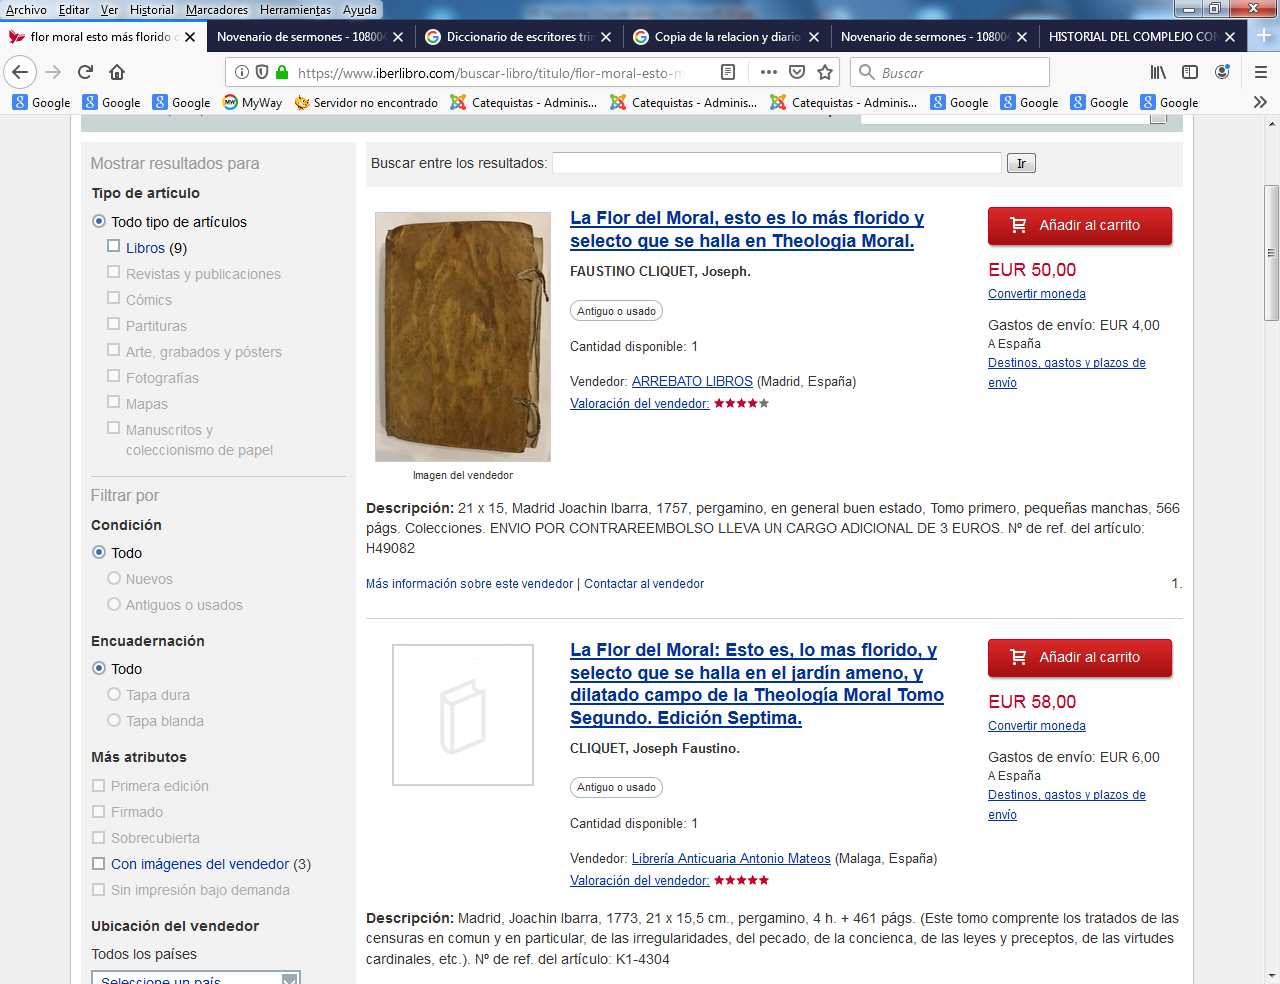 Archivo Editar Ver Historial Marcadores Herramientas Ayuda
flor moral esto más florido
Novenario de sermones - 10800
Diccionario de escritores tri
Copia de la relacion y diario
Novenario de sermones - 10800
HISTORIAL DEL COMPLEJO CON
https://www.iberlibro.com/buscar-libro/titulo/flor-moral-esto-m
Buscar
Google
Google
Google
MyWay
Servidor no encontrado
Catequistas - Adminis...
Catequistas - Adminis...
Catequistas - Adminis...
Google
Google
Google
Google
Mostrar resultados para
Tipo de artículo
Todo tipo de artículos
Libros (9)
Revistas y publicaciones
Cómics
Partituras
Arte, grabados y pósters
Fotografías
Mapas
Manuscritos y
coleccionismo de papel
Filtrar por
Condición
Todo
Nuevos
Antiguos o usados
Encuadernación
Todo
Tapa dura
Tapa blanda
Más atributos
Primera edición
Firmado
Sobrecubierta
Con imágenes del vendedor (3)
Sin impresión bajo demanda
Ubicación del vendedor
Todos los países
Seleccione un país
Buscar entre los resultados:
Ir
La Flor del Moral, esto es lo más florido y
selecto que se halla en Theologia Moral.
FAUSTINO CLIQUET, Joseph.
Antiguo o usado
Cantidad disponible: 1
Vendedor: ARREBATO LIBROS (Madrid, España)
Valoración del vendedor:
Imagen del vendedor
Añadir al carrito
EUR 50,00
Convertir moneda
Gastos de envío: EUR 4,00
A España
Destinos, gastos y plazos de
envío
Descripción: 21 x 15, Madrid Joachin Ibarra, 1757, pergamino, en general buen estado, Tomo primero, pequeñas manchas, 566
págs. Colecciones. ENVIO POR CONTRAREEMBOLSO LLEVA UN CARGO ADICIONAL DE 3 EUROS. Nº de ref. del artículo:
H49082
Más información sobre este vendedor | Contactar al vendedor
1.
La Flor del Moral: Esto es, lo mas florido, y
selecto que se halla en el jardín ameno, y
dilatado campo de la Theología Moral Tomo
Segundo. Edición Septima.
CLIQUET, Joseph Faustino.
Antiguo o usado
Cantidad disponible: 1
Vendedor: Librería Anticuaria Antonio Mateos (Malaga, España)
Valoración del vendedor:
Añadir al carrito
EUR 58,00
Convertir moneda
Gastos de envío: EUR 6,00
A España
Destinos, gastos y plazos de
envío
Descripción: Madrid, Joachin Ibarra, 1773, 21 x 15,5 cm., pergamino, 4 h. + 461 págs. (Este tomo comprente los tratados de las
censuras en comun y en particular, de las irregularidades, del pecado, de la concienca, de las leyes y preceptos, de las virtudes
cardinales, etc.). Nº de ref. del artículo: K1-4304